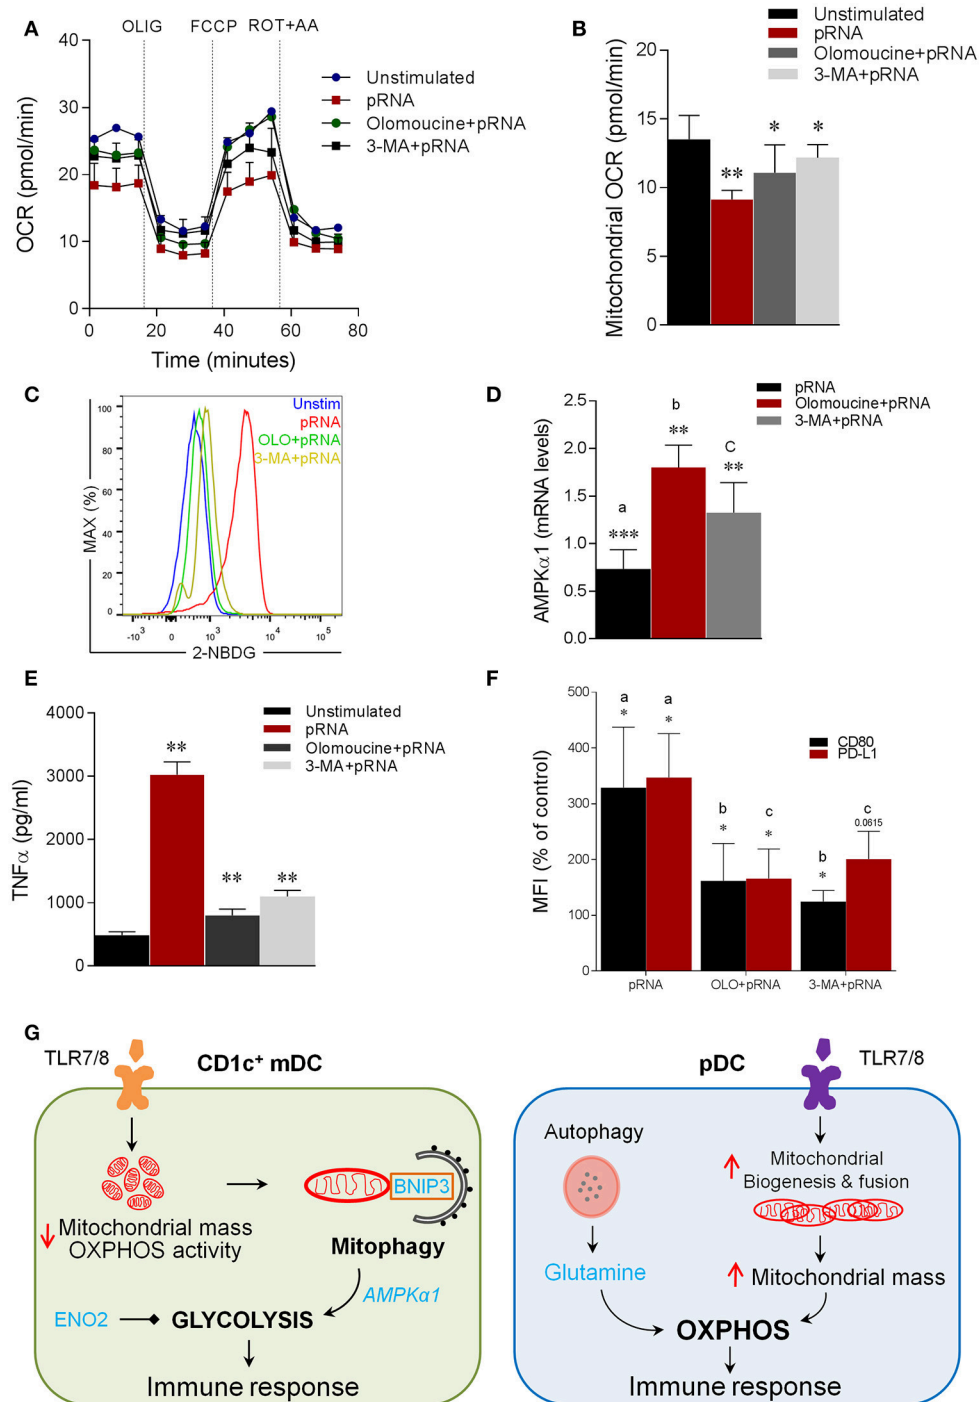 A
OLIG FCCP ROT+AA
40
30
20
10
0
OCR (pmol/min)
0 20 40 60 80
Time (minutes)
Unstimulated
pRNA
Olomoucine+pRNA
3-MA+pRNA
B
Unstimulated
pRNA
Olomoucine+pRNA
3-MA+pRNA
20
15
10
5
0
Mitochondrial OCR (pmol/min)
**
*
*
C
Unstim
pRNA
OLO+pRNA
3-MA+pRNA
100
80
60
40
20
0
MAX (%)
-10³ 0 10³ 10⁴ 10⁵
2-NBDG
D
pRNA
Olomoucine+pRNA
3-MA+pRNA
2.5
2.0
1.5
1.0
0.5
0.0
AMPKα1 (mRNA levels)
a
***
b
**
C
**
E
4000
3000
2000
1000
0
TNFα (pg/ml)
Unstimulated
pRNA
Olomoucine+pRNA
3-MA+pRNA
**
**
**
F
500
400
300
200
100
0
MFI (% of control)
CD80
PD-L1
a
*
a
*
b
*
c
*
b
*
c
0.0615
pRNA OLO+pRNA 3-MA+pRNA
G
TLR7/8
CD1c⁺ mDC
BNIP3
Mitochondrial mass
OXPHOS activity
Mitophagy
AMPKα1
ENO2
GLYCOLYSIS
Immune response
pDC
TLR7/8
Autophagy
Mitochondrial
Biogenesis & fusion
Glutamine
Mitochondrial mass
OXPHOS
Immune response